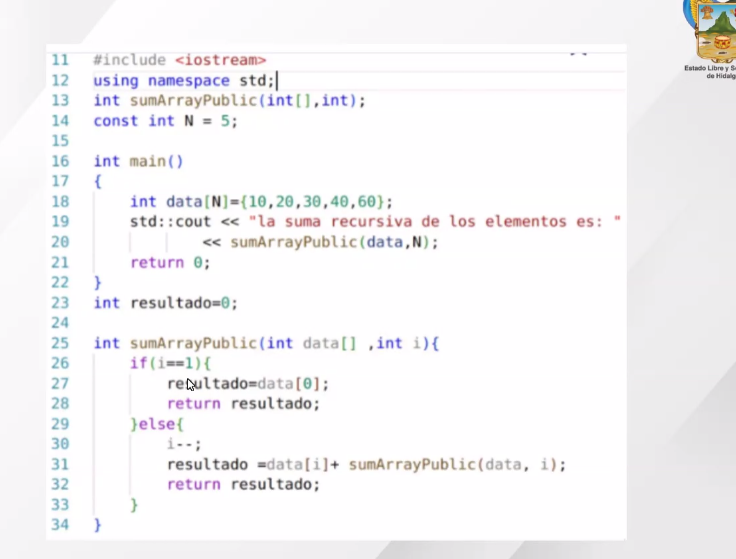 Estado Libre y S
de Hidalg
11 #include <iostream>
12 using namespace std;
13 int sumArrayPublic(int[],int);
14 const int N = 5;
15
16 int main()
17 {
18 int data[N]={10,20,30,40,60};
19 std::cout << "la suma recursiva de los elementos es: "
20 << sumArrayPublic(data,N);
21 return 0;
22 }
23 int resultado=0;
24
25 int sumArrayPublic(int data[] ,int i){
26 if(i==1){
27 resultado=data[0];
28 return resultado;
29 }else{
30 i--;
31 resultado =data[i]+ sumArrayPublic(data, i);
32 return resultado;
33 }
34 }